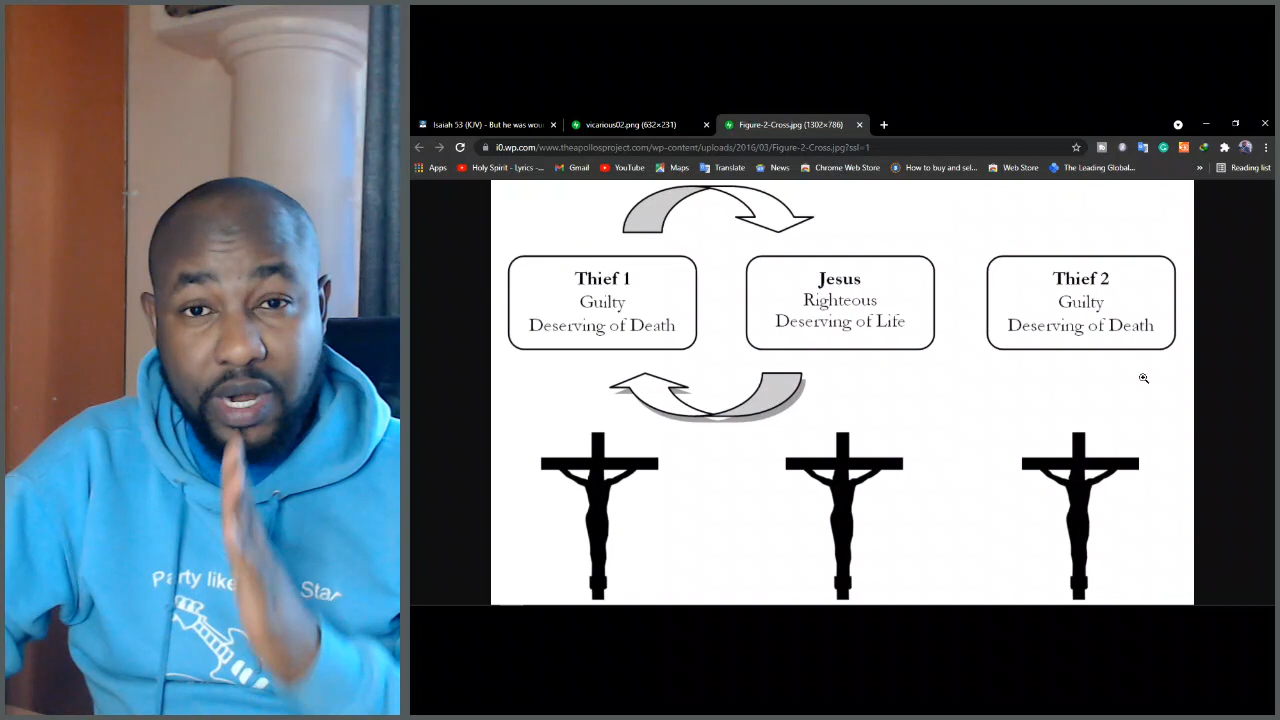 Isaiah 53 (KJV) - But he was wou
vicarious02.png (632×231)
Figure-2-Cross.jpg (1302×786)
i0.wp.com/www.theapollosproject.com/wp-content/uploads/2016/03/Figure-2-Cross.jpg?ssl=1
Apps
Holy Spirit - Lyrics -...
Gmail
YouTube
Maps
Translate
News
Chrome Web Store
How to buy and sel...
Web Store
The Leading Global...
»
Reading list
Thief 1
Guilty
Deserving of Death
Jesus
Righteous
Deserving of Life
Thief 2
Guilty
Deserving of Death
Party like
Star